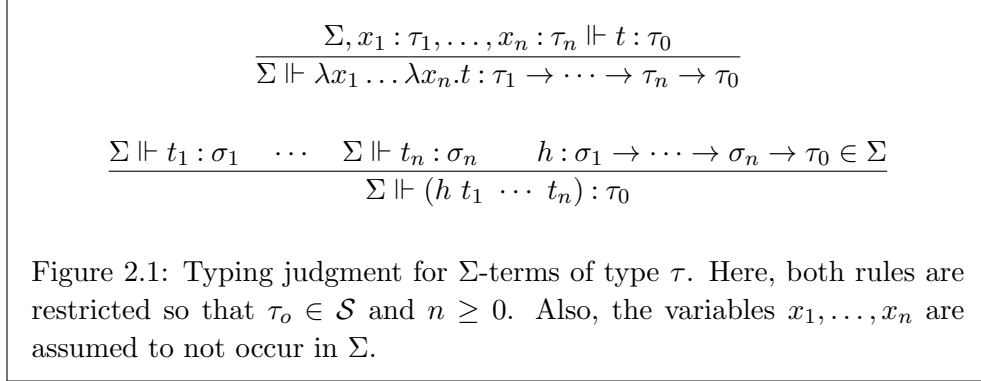 Σ, x₁ : τ₁, . . . , xₙ : τₙ ⊩ t : τ₀
Σ ⊩ λx₁ . . . λxₙ.t : τ₁ → · · · → τₙ → τ₀
Σ ⊩ t₁ : σ₁ · · · Σ ⊩ tₙ : σₙ h : σ₁ → · · · → σₙ → τ₀ ∈ Σ
Σ ⊩ (h t₁ · · · tₙ) : τ₀
Figure 2.1: Typing judgment for Σ-terms of type τ. Here, both rules are
restricted so that τₒ ∈ 𝒮 and n ≥ 0. Also, the variables x₁, . . . , xₙ are
assumed to not occur in Σ.